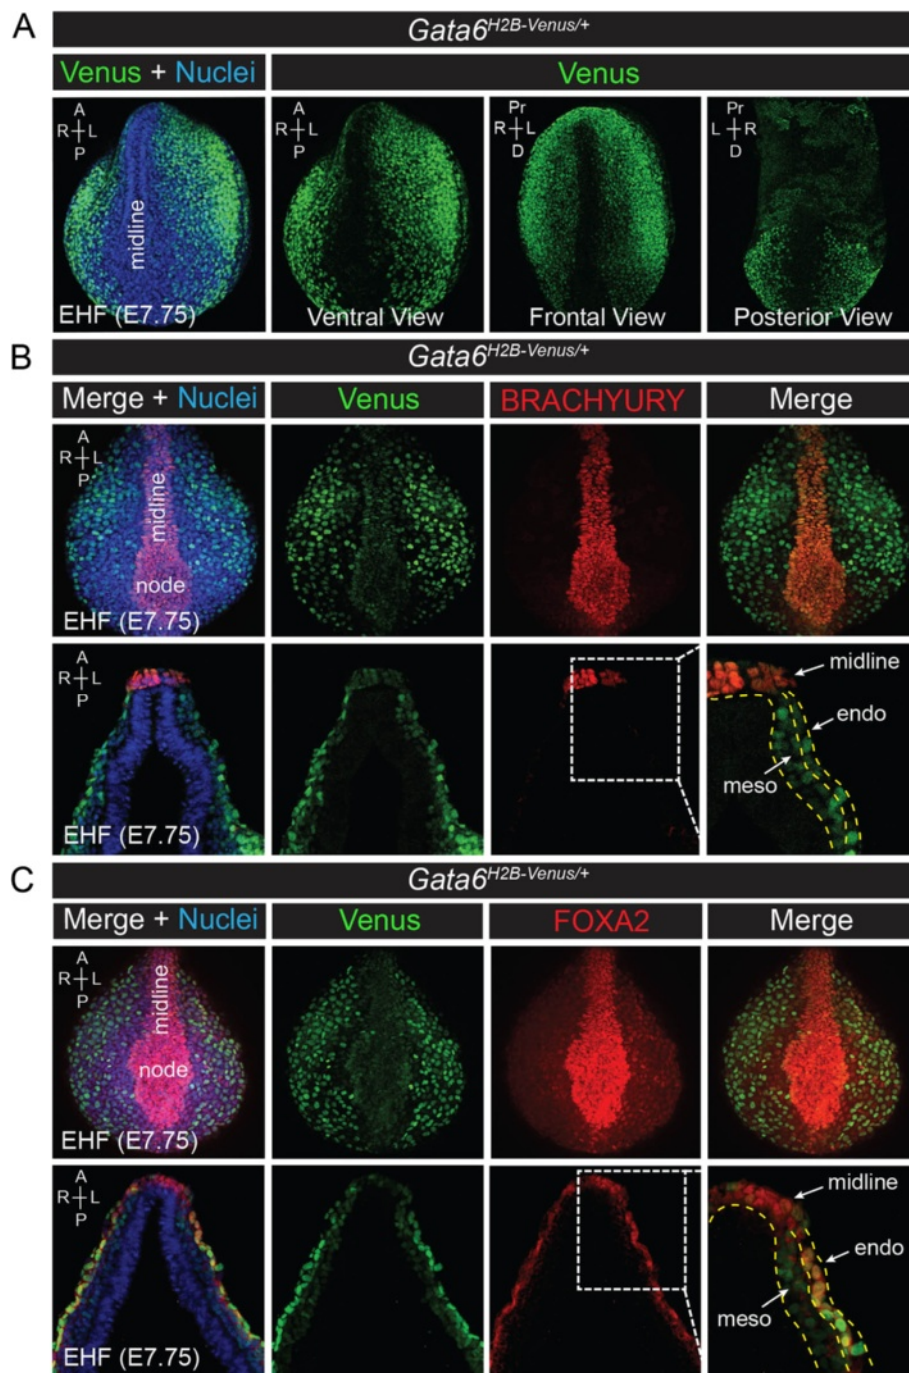 A
Gata6H2B-Venus/+
Venus + Nuclei
Venus
A
R L
P
midline
EHF (E7.75)
A
R L
P
Ventral View
Pr
R L
D
Frontal View
Pr
L R
D
Posterior View
B
Gata6H2B-Venus/+
Merge + Nuclei
Venus
BRACHYURY
Merge
A
R L
P
midline
node
EHF (E7.75)
A
R L
P
EHF (E7.75)
midline
endo
meso
C
Gata6H2B-Venus/+
Merge + Nuclei
Venus
FOXA2
Merge
A
R L
P
midline
node
EHF (E7.75)
A
R L
P
EHF (E7.75)
midline
endo
meso